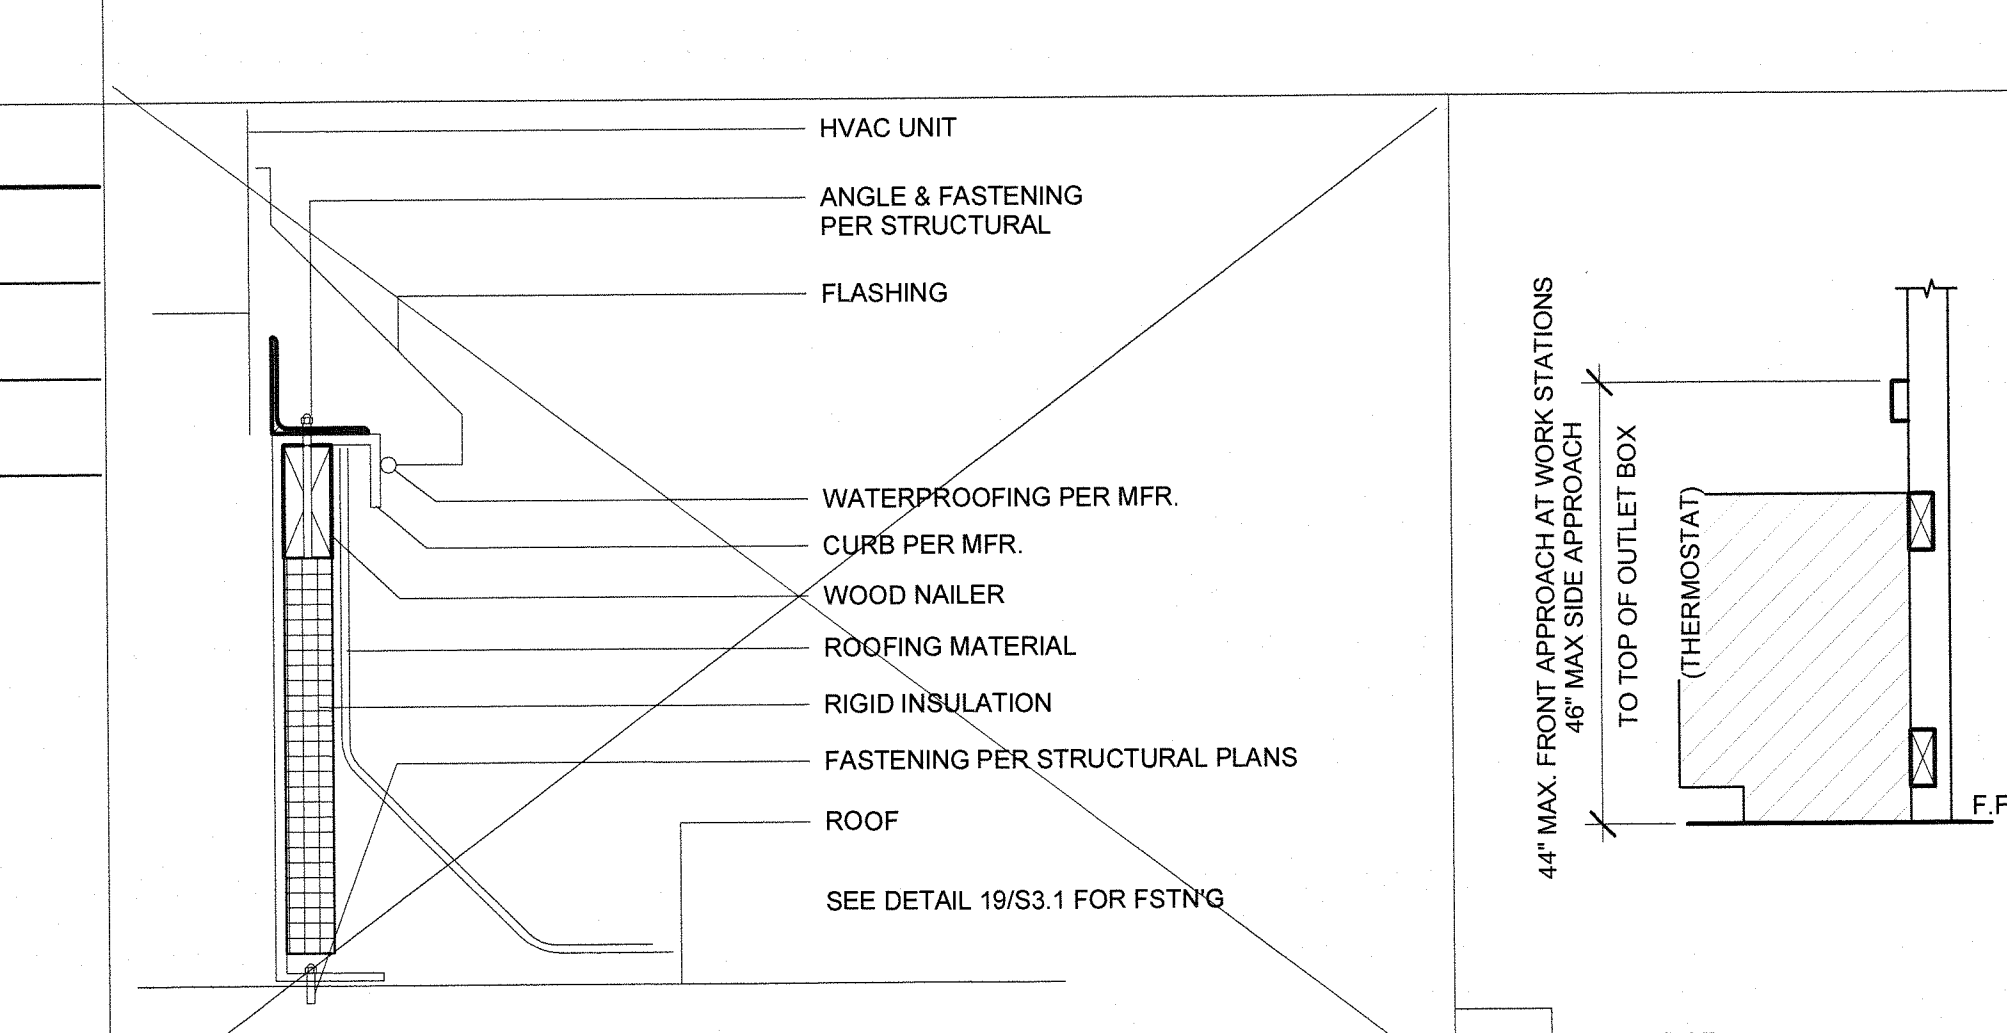 HVAC UNIT
ANGLE & FASTENING
PER STRUCTURAL
FLASHING
WATERPROOFING PER MFR.
CURB PER MFR.
WOOD NAILER
ROOFING MATERIAL
RIGID INSULATION
FASTENING PER STRUCTURAL PLANS
ROOF
SEE DETAIL 19/S3.1 FOR FSTN'G
44" MAX. FRONT APPROACH AT WORK STATIONS
46" MAX SIDE APPROACH
TO TOP OF OUTLET BOX
(THERMOSTAT)
F.F